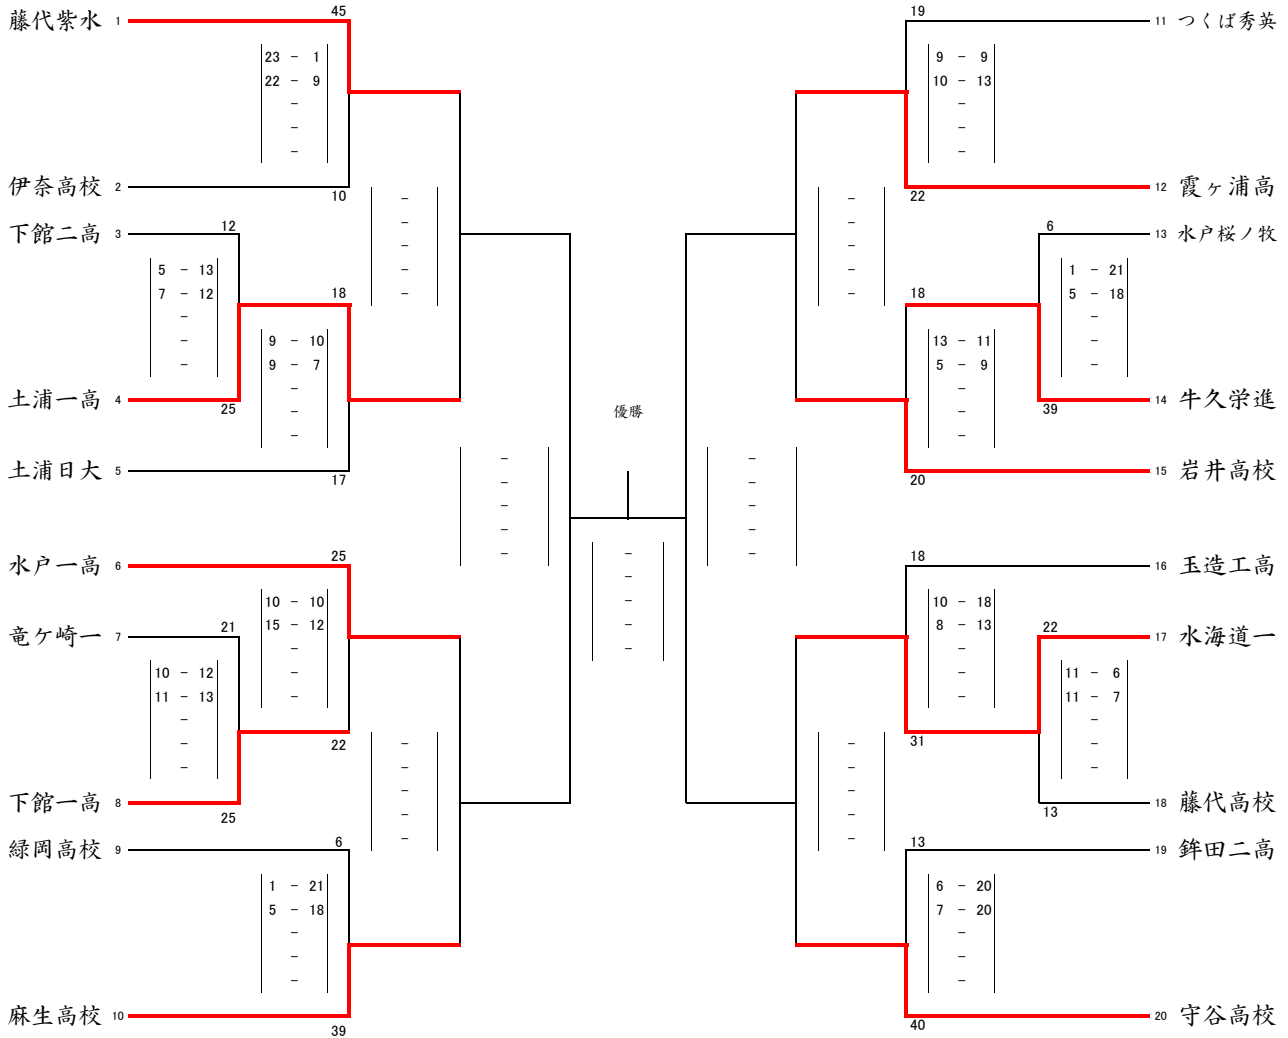 藤代紫水 1 45
23 - 1
22 - 9
-
-
-
伊奈高校 2 10
下館二高 3 12
5 - 13
7 - 12
-
-
-
土浦一高 4 25
18
9 - 10
9 - 7
-
-
-
土浦日大 5 17
-
-
-
-
-
水戸一高 6 25
10 - 10
15 - 12
-
-
-
竜ケ崎一 7 21
10 - 12
11 - 13
-
-
-
22
下館一高 8 25
緑岡高校 9 6
1 - 21
5 - 18
-
-
-
麻生高校 10 39
-
-
-
-
-
-
-
-
-
-
優勝
-
-
-
-
-
-
-
-
-
-
19 11 つくば秀英
9 - 9
10 - 13
-
-
-
22 12 霞ヶ浦高
-
-
-
-
-
6 13 水戸桜ノ牧
1 - 21
5 - 18
-
-
-
18
13 - 11
5 - 9
-
-
-
39 14 牛久栄進
20 15 岩井高校
18 16 玉造工高
10 - 18
8 - 13
-
-
-
22 17 水海道一
11 - 6
11 - 7
-
-
-
31
13 18 藤代高校
-
-
-
-
-
13 19 鉾田二高
6 - 20
7 - 20
-
-
-
40 20 守谷高校